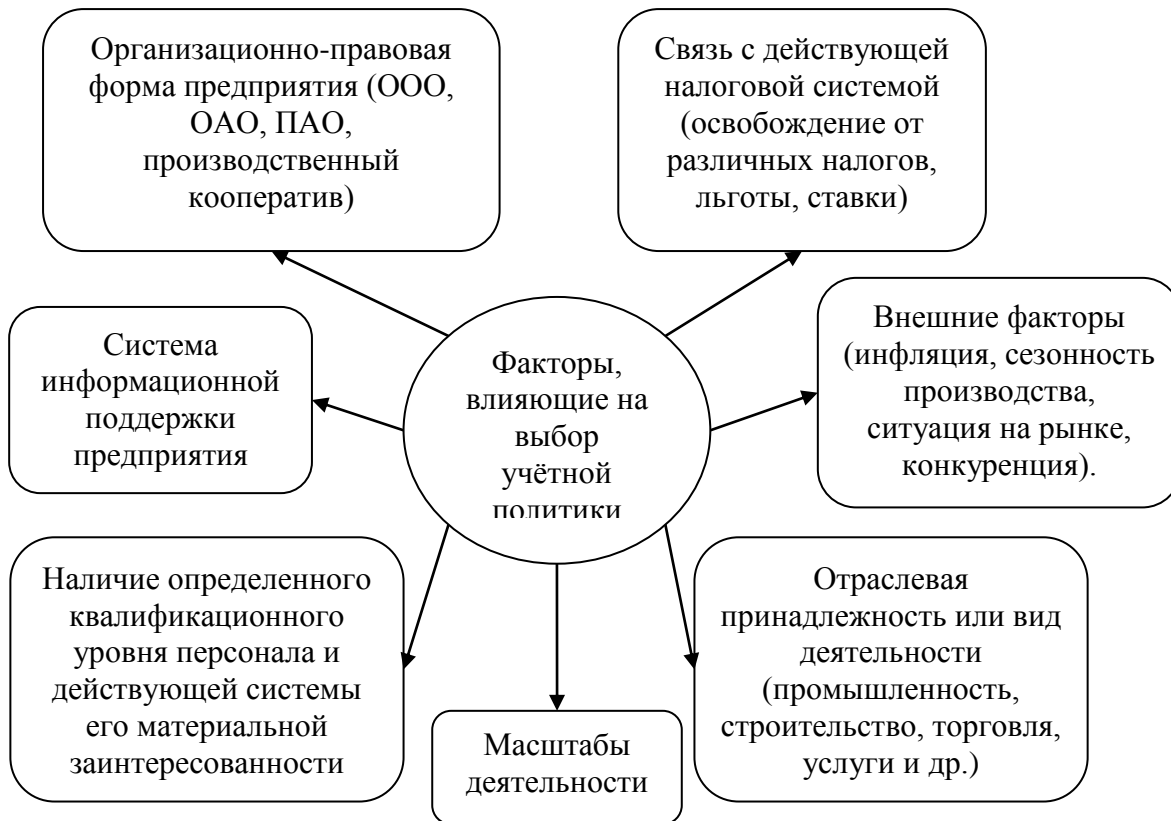 Организационно-правовая
форма предприятия (ООО,
ОАО, ПАО,
производственный
кооператив)
Связь с действующей
налоговой системой
(освобождение от
различных налогов,
льготы, ставки)
Система
информационной
поддержки
предприятия
Факторы,
влияющие на
выбор
учётной
политики
Внешние факторы
(инфляция, сезонность
производства,
ситуация на рынке,
конкуренция).
Наличие определенного
квалификационного
уровня персонала и
действующей системы
его материальной
заинтересованности
Масштабы
деятельности
Отраслевая
принадлежность или вид
деятельности
(промышленность,
строительство, торговля,
услуги и др.)